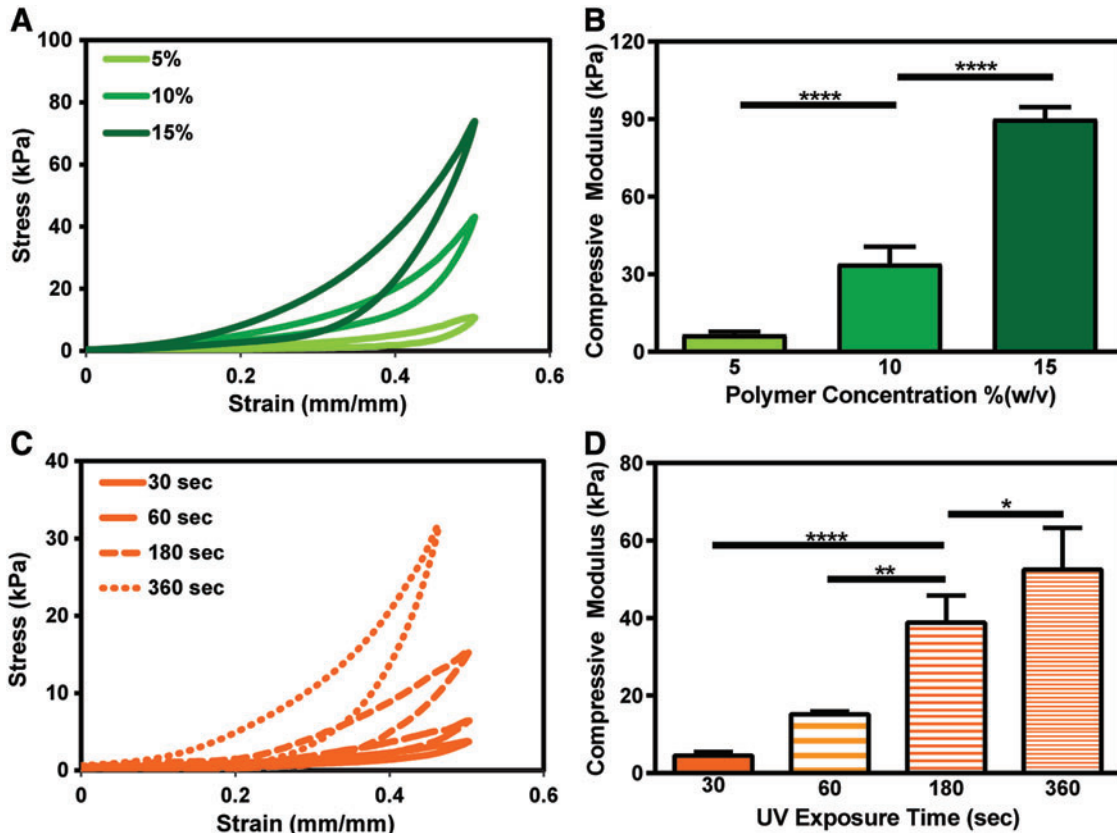 A
Stress (kPa)
100
80
60
40
20
0
5%
10%
15%
0 0.2 0.4 0.6
Strain (mm/mm)
B
Compressive Modulus (kPa)
120
90
60
30
0
****
****
5 10 15
Polymer Concentration %(w/v)
C
Stress (kPa)
40
30
20
10
0
30 sec
60 sec
180 sec
360 sec
0 0.2 0.4 0.6
Strain (mm/mm)
D
Compressive Modulus (kPa)
80
60
40
20
0
*
****
**
30 60 180 360
UV Exposure Time (sec)